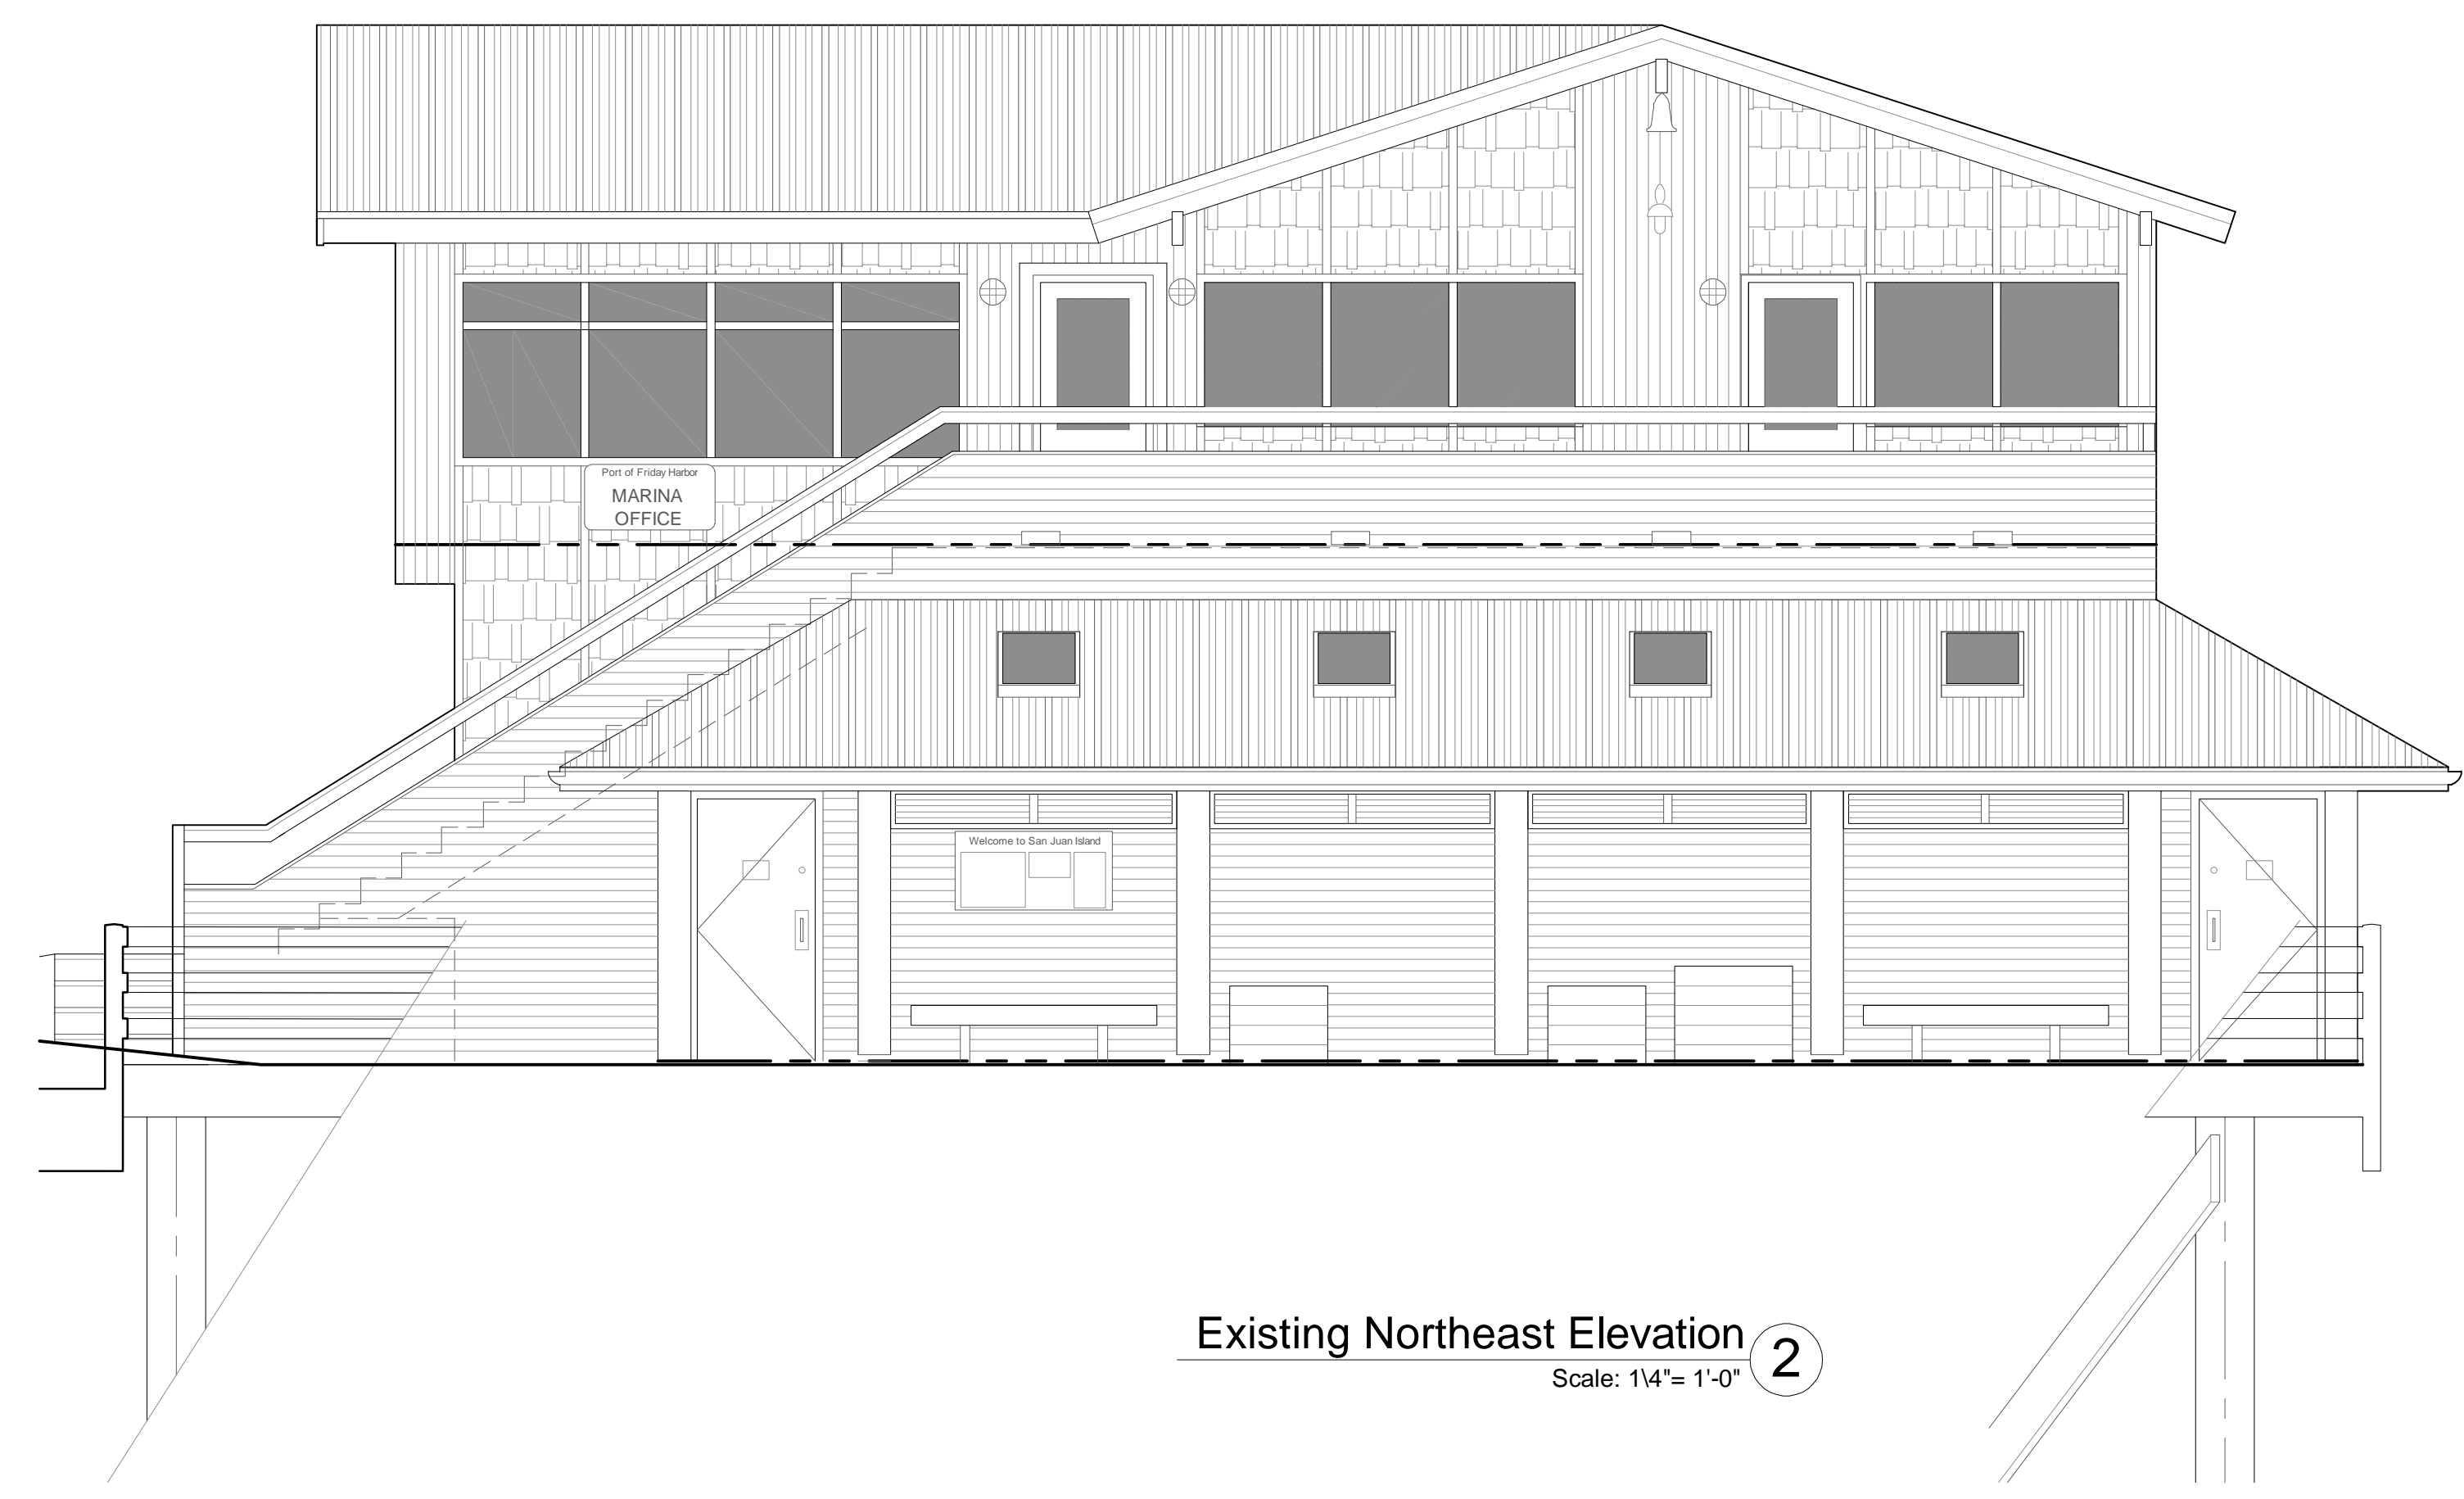 Port of Friday Harbor
MARINA
OFFICE
Welcome to San Juan Island
Existing Northeast Elevation
2
Scale: 1\4"= 1'-0"